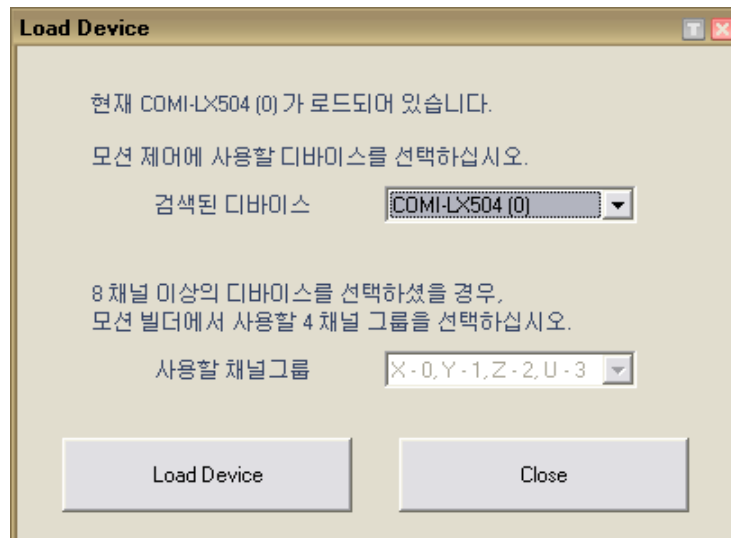 Load Device
현재 COMI-LX504 (0) 가 로드되어 있습니다.
모션 제어에 사용할 디바이스를 선택하십시오.
검색된 디바이스 COMI-LX504 (0)
8 채널 이상의 디바이스를 선택하셨을 경우,
모션 빌더에서 사용할 4 채널 그룹을 선택하십시오.
사용할 채널그룹 X - 0, Y - 1, Z - 2, U - 3
Load Device Close